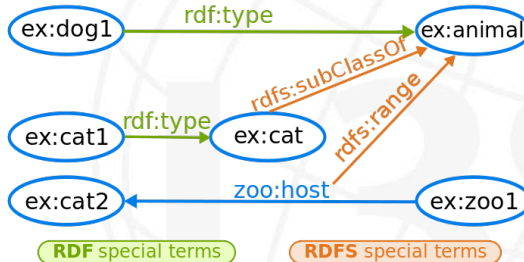 rdf:type
ex:dog1
ex:animal
rdfs:subClassOf
rdf:type
rdfs:range
ex:cat1
ex:cat
zoo:host
ex:cat2
ex:zoo1
RDF special terms
RDFS special terms